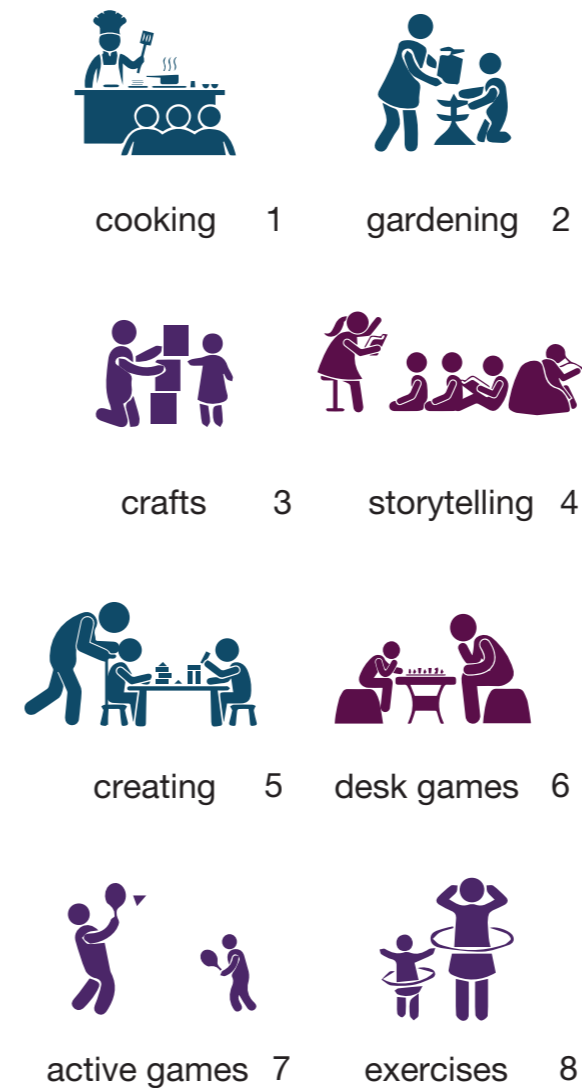 cooking 1 gardening 2
crafts 3 storytelling 4
creating 5 desk games 6
active games 7 exercises 8